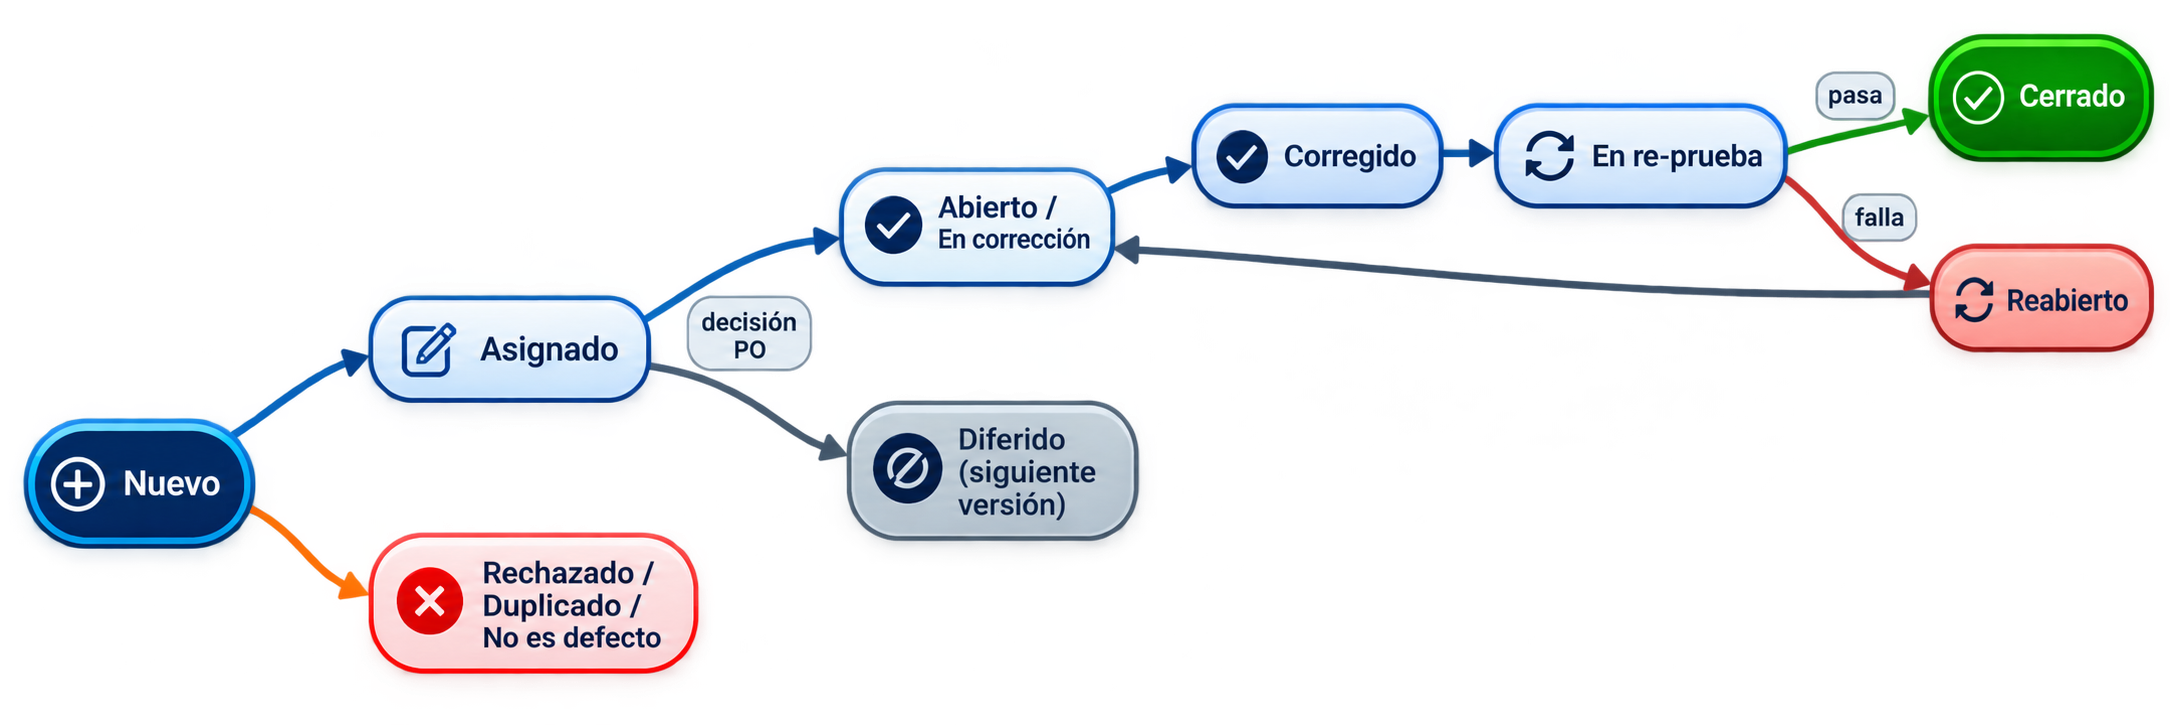 Nuevo
Asignado
Rechazado /
Duplicado /
No es defecto
decisión
PO
Abierto /
En corrección
Diferido
(siguiente
versión)
Corregido
En re-prueba
pasa
Cerrado
falla
Reabierto